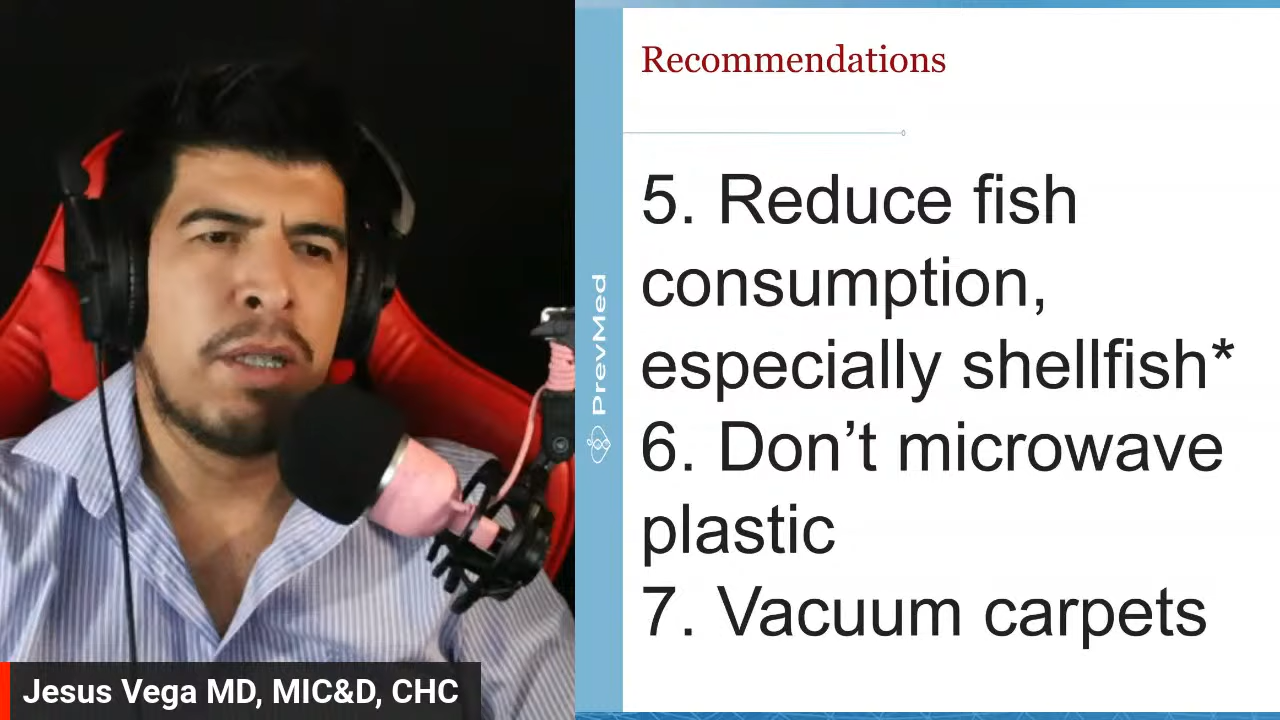 Recommendations
5. Reduce fish
consumption,
especially shellfish*
6. Don’t microwave
plastic
7. Vacuum carpets
PrevMed
Jesus Vega MD, MIC&D, CHC